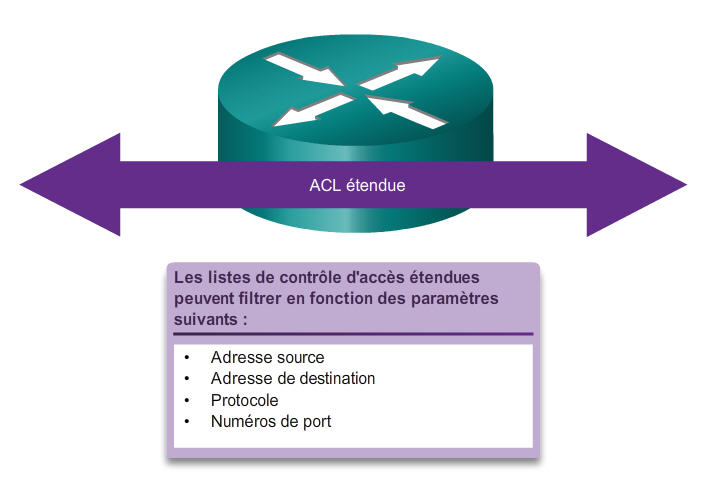 ACL étendue
Les listes de contrôle d'accès étendues
peuvent filtrer en fonction des paramètres
suivants :
• Adresse source
• Adresse de destination
• Protocole
• Numéros de port